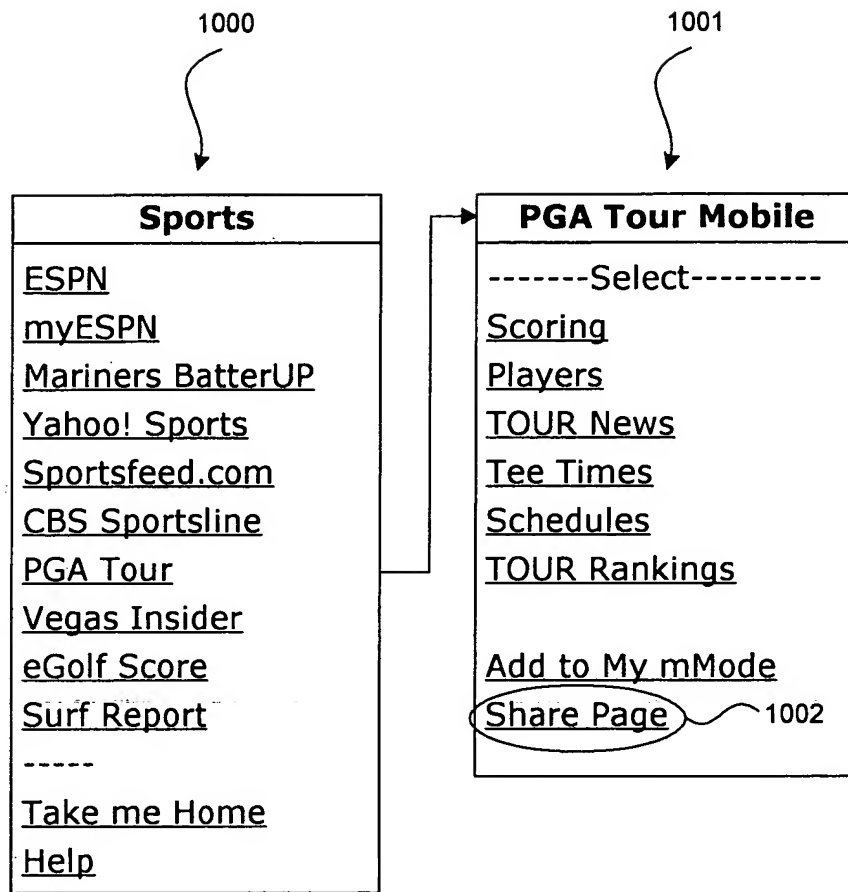 1000
1001
Sports
ESPN
myESPN
Mariners BatterUP
Yahoo! Sports
Sportsfeed.com
CBS Sportsline
PGA Tour
Vegas Insider
eGolf Score
Surf Report
-----
Take me Home
Help
PGA Tour Mobile
-------Select---------
Scoring
Players
TOUR News
Tee Times
Schedules
TOUR Rankings
Add to My mMode
Share Page
1002